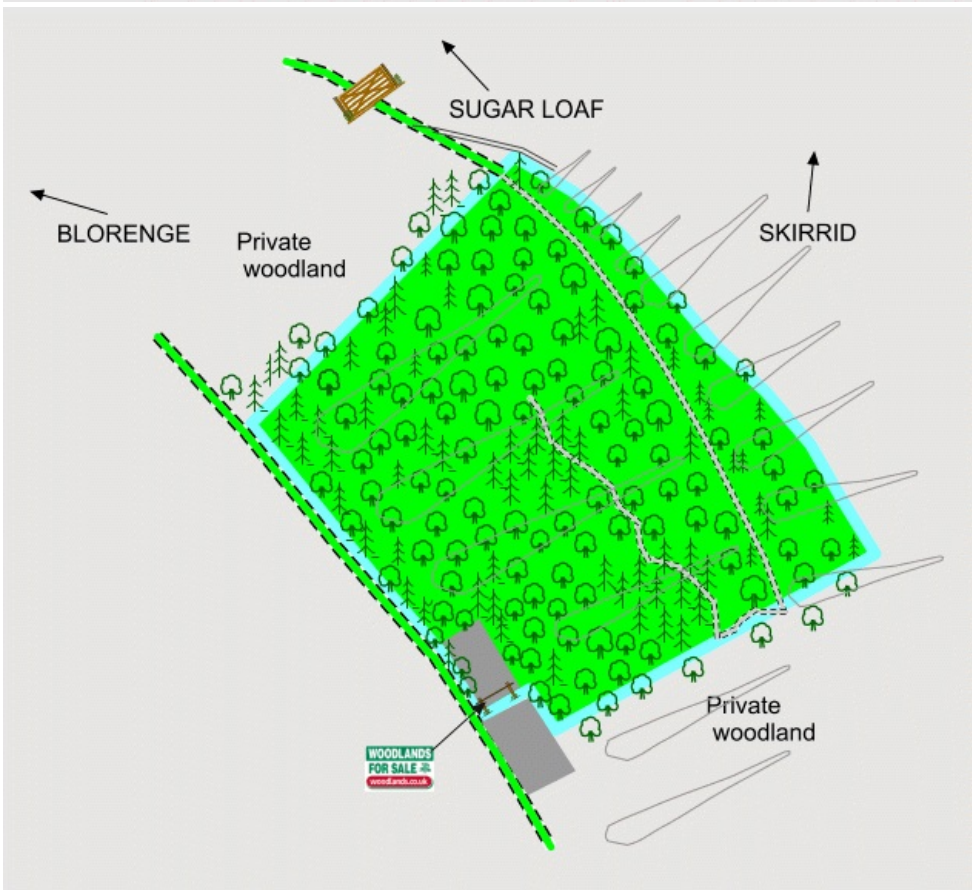 SUGAR LOAF
BLORENGE
SKIRRID
Private
woodland
Private
woodland
WOODLANDS
FOR SALE
woodlands.co.uk